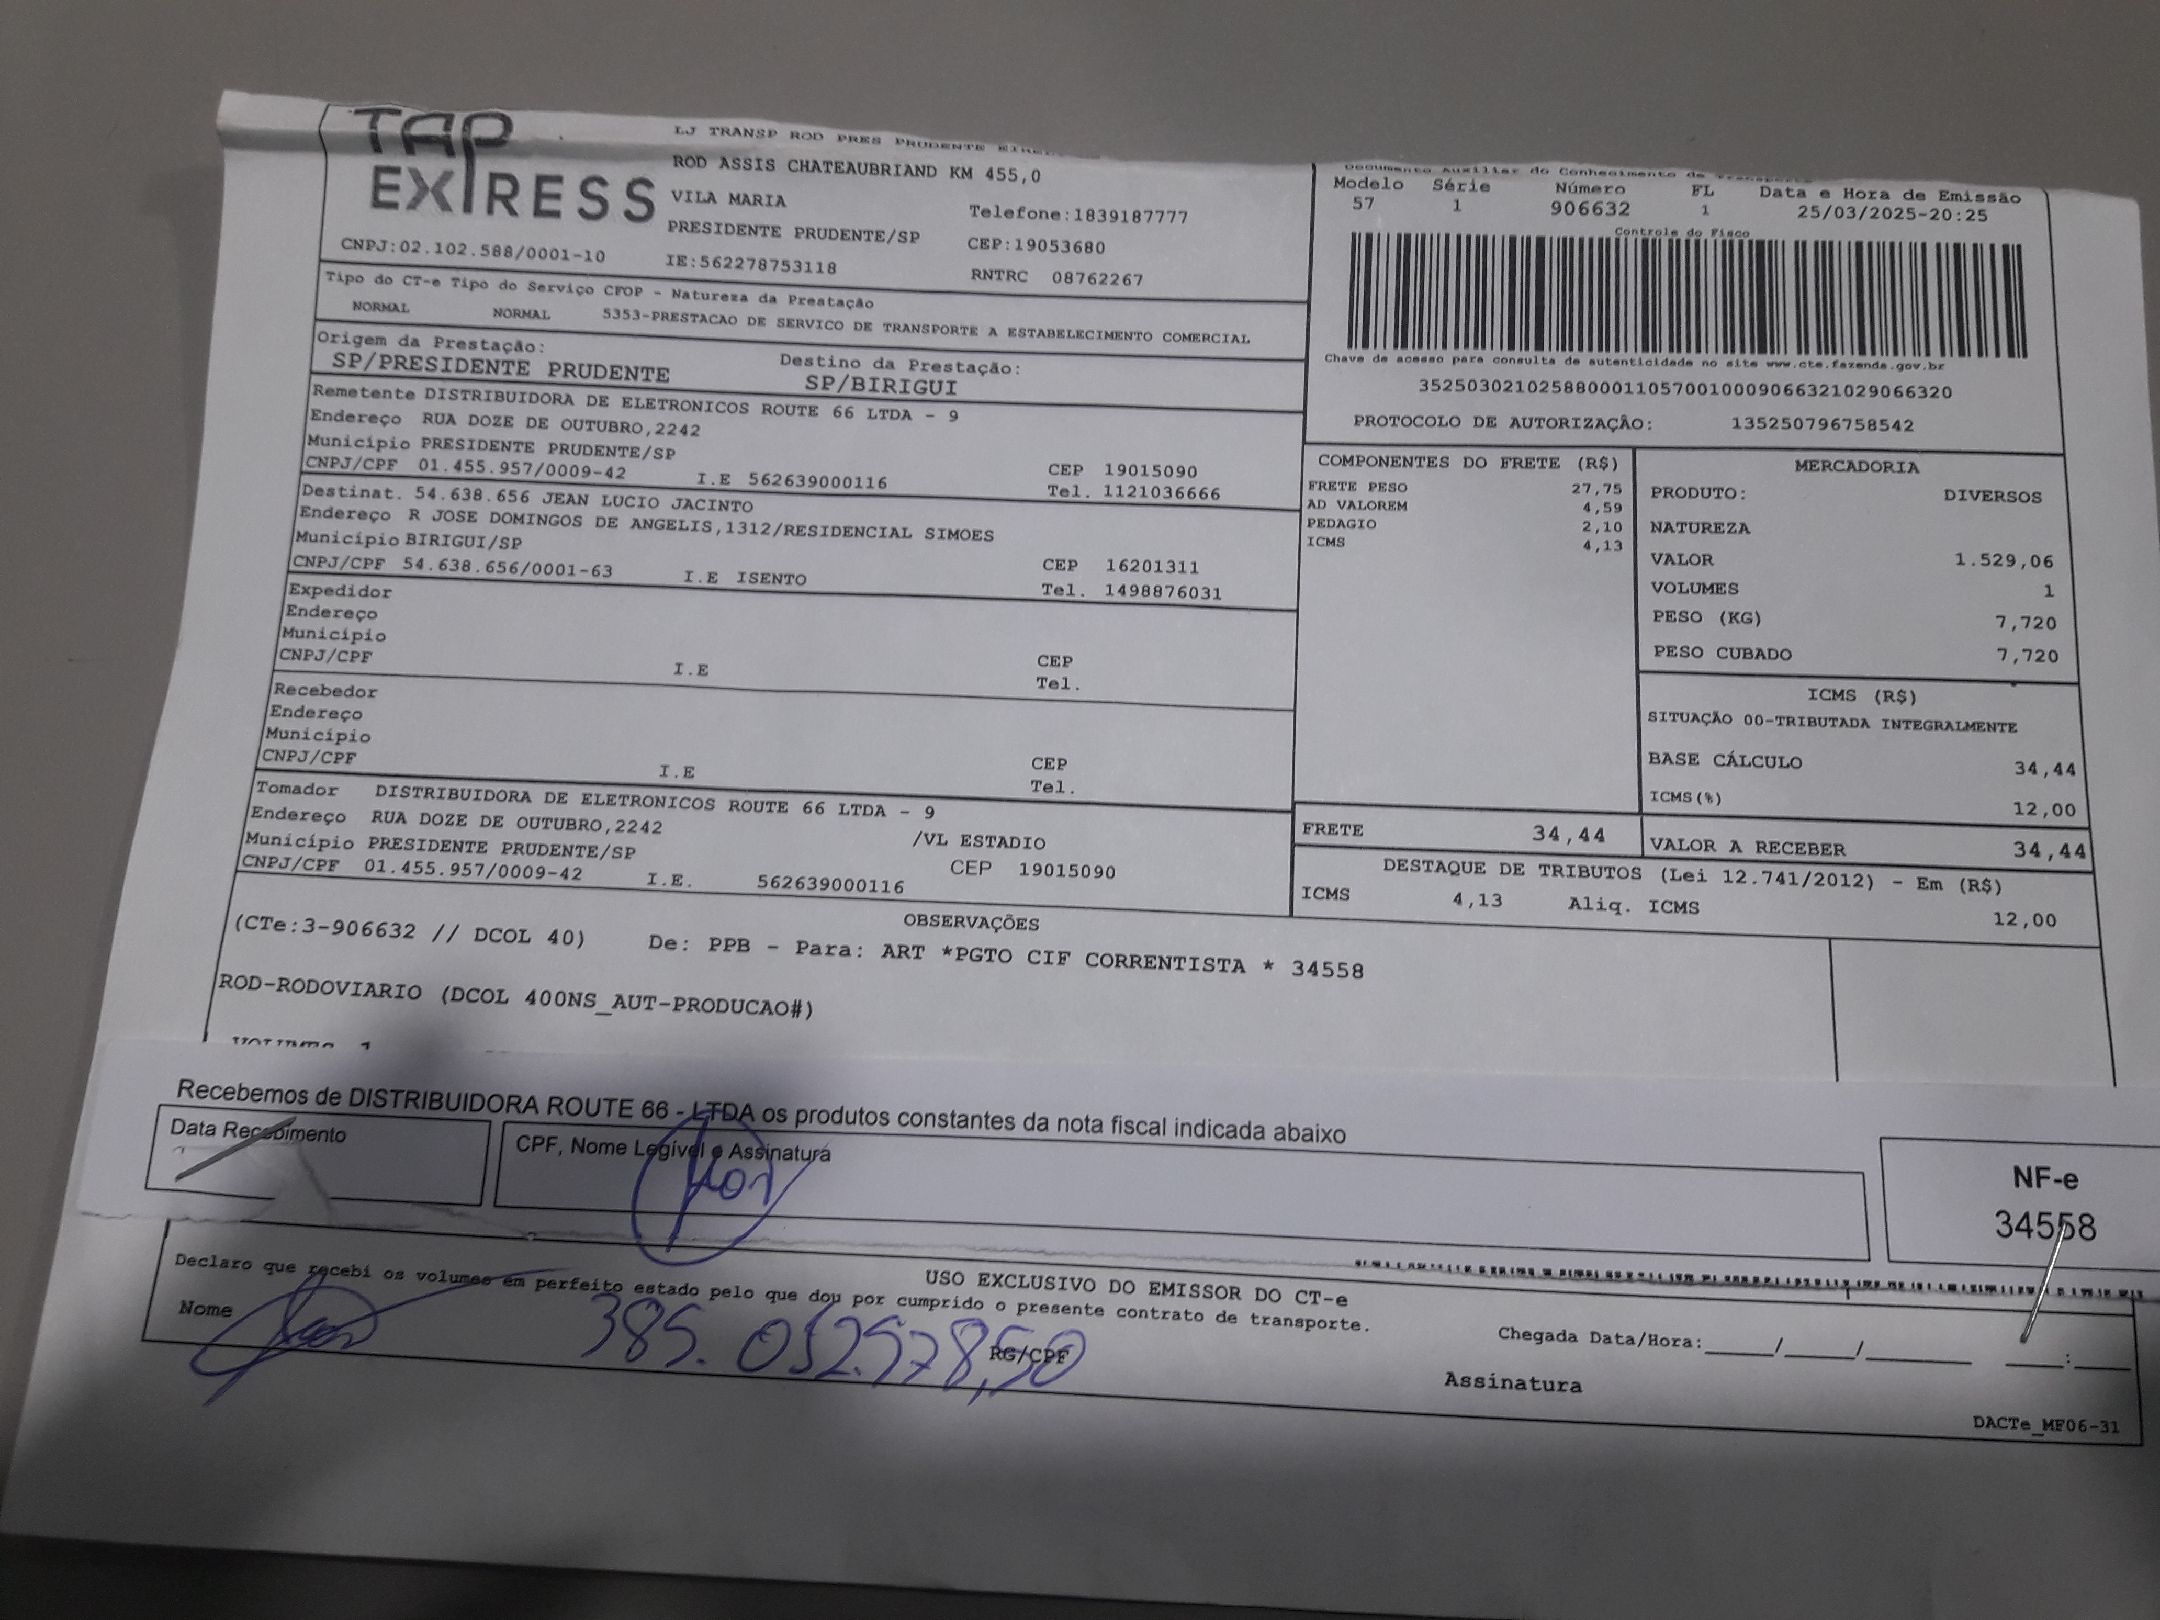 TAP
EXPRESS
LJ TRANSP ROD PRES PRUDENTE
ROD ASSIS CHATEAUBRIAND KM 455,0
VILA MARIA
Telefone:1839187777
PRESIDENTE PRUDENTE/SP
CEP:19053680
CNPJ:02.102.588/0001-10
IE:562278753118
RNTRC 08762267
Documento Auxiliar do Conhecimento de Transporte
Modelo Série Número FL Data e Hora de Emissão
57 1 906632 1 25/03/2025-20:25
Controle do Fisco
Chave de acesso para consulta de autenticidade no site www.cte.fazenda.gov.br
35250302102588000110570010009066321029066320
PROTOCOLO DE AUTORIZAÇÂO: 135250796758542
Tipo do CT-e Tipo do Serviço CFOP - Natureza da Prestação
NORMAL NORMAL 5353-PRESTACAO DE SERVICO DE TRANSPORTE A ESTABELECIMENTO COMERCIAL
Origem da Prestação: Destino da Prestação:
SP/PRESIDENTE PRUDENTE SP/BIRIGUI
Remetente DISTRIBUIDORA DE ELETRONICOS ROUTE 66 LTDA - 9
Endereço RUA DOZE DE OUTUBRO,2242
Município PRESIDENTE PRUDENTE/SP CEP 19015090
CNPJ/CPF 01.455.957/0009-42 I.E 562639000116 Tel. 1121036666
Destinat. 54.638.656 JEAN LUCIO JACINTO
Endereço R JOSE DOMINGOS DE ANGELIS,1312/RESIDENCIAL SIMOES
Município BIRIGUI/SP CEP 16201311
CNPJ/CPF 54.638.656/0001-63 I.E ISENTO Tel. 1498876031
Expedidor
Endereço
Município CEP
CNPJ/CPF I.E Tel.
Recebedor
Endereço
Município CEP
CNPJ/CPF I.E Tel.
Tomador DISTRIBUIDORA DE ELETRONICOS ROUTE 66 LTDA - 9
Endereço RUA DOZE DE OUTUBRO,2242 /VL ESTADIO
Município PRESIDENTE PRUDENTE/SP CEP 19015090
CNPJ/CPF 01.455.957/0009-42 I.E. 562639000116
COMPONENTES DO FRETE (R$)
FRETE PESO 27,75
AD VALOREM 4,59
PEDAGIO 2,10
ICMS 4,13
MERCADORIA
PRODUTO: DIVERSOS
NATUREZA
VALOR 1.529,06
VOLUMES 1
PESO (KG) 7,720
PESO CUBADO 7,720
ICMS (R$)
SITUAÇÃO 00-TRIBUTADA INTEGRALMENTE
BASE CÁLCULO 34,44
ICMS(%) 12,00
FRETE 34,44 VALOR A RECEBER 34,44
DESTAQUE DE TRIBUTOS (Lei 12.741/2012) - Em (R$)
ICMS 4,13 Aliq. ICMS 12,00
OBSERVAÇÕES
(CTe:3-906632 // DCOL 40) De: PPB - Para: ART *PGTO CIF CORRENTISTA * 34558
ROD-RODOVIARIO (DCOL 400NS_AUT-PRODUCAO#)
VOLUMES 1
Recebemos de DISTRIBUIDORA ROUTE 66 - LTDA os produtos constantes da nota fiscal indicada abaixo
Data Recebimento
CPF, Nome Legível e Assinatura
NF-e
34558
USO EXCLUSIVO DO EMISSOR DO CT-e
Declaro que recebi os volumes em perfeito estado pelo que dou por cumprido o presente contrato de transporte.
Nome
RG/CPF
Chegada Data/Hora:_____/_____/________ ____:____
Assinatura
DACTe_MF06-31